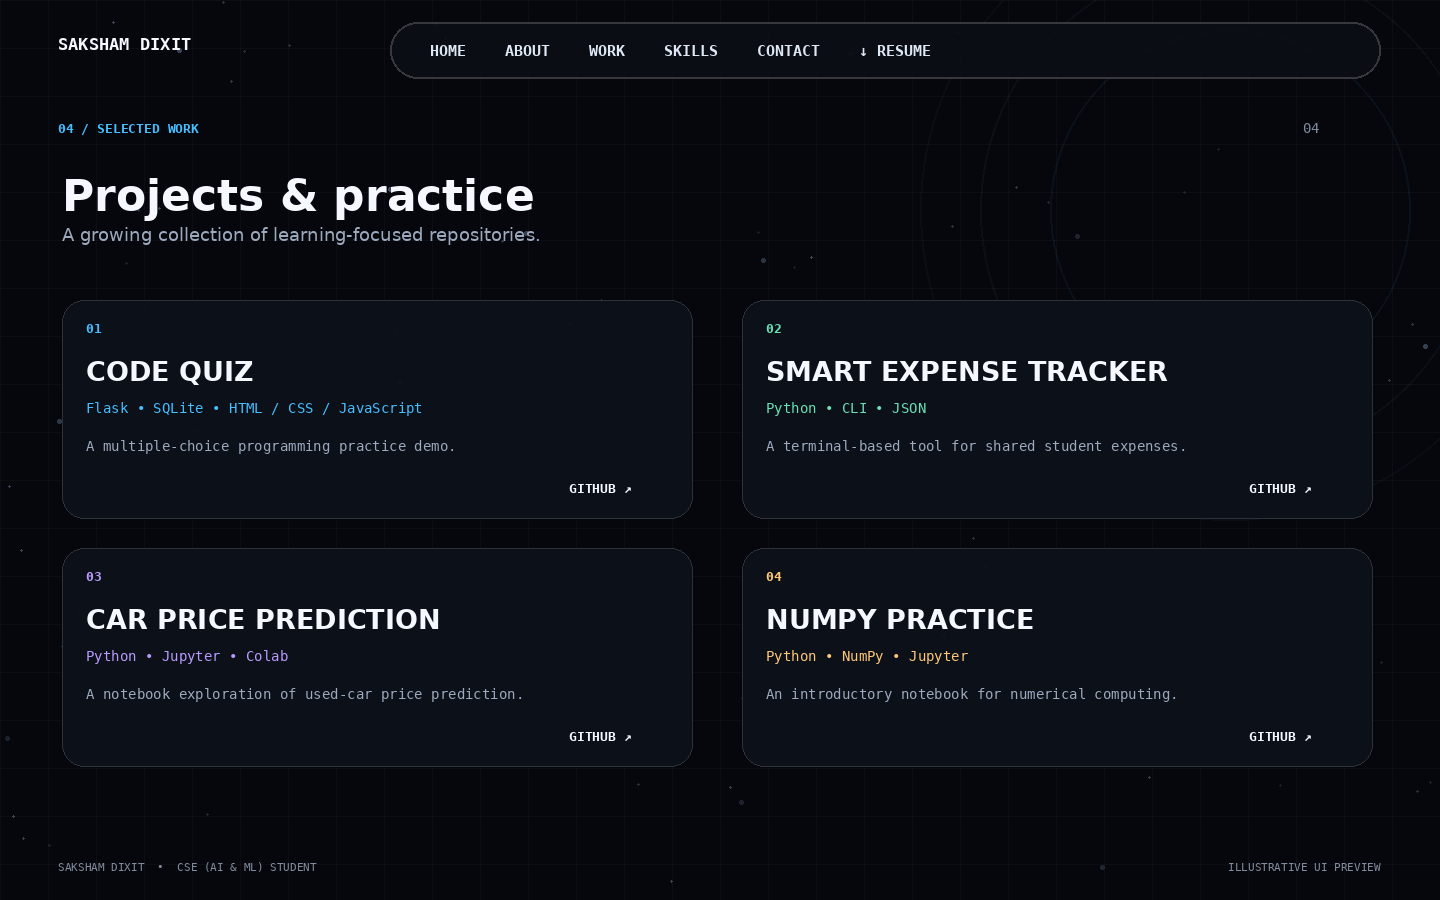 SAKSHAM DIXIT
HOME ABOUT WORK SKILLS CONTACT ↓ RESUME
04 / SELECTED WORK
04
Projects & practice
A growing collection of learning-focused repositories.
01
CODE QUIZ
Flask • SQLite • HTML / CSS / JavaScript
A multiple-choice programming practice demo.
GITHUB ↗
02
SMART EXPENSE TRACKER
Python • CLI • JSON
A terminal-based tool for shared student expenses.
GITHUB ↗
03
CAR PRICE PREDICTION
Python • Jupyter • Colab
A notebook exploration of used-car price prediction.
GITHUB ↗
04
NUMPY PRACTICE
Python • NumPy • Jupyter
An introductory notebook for numerical computing.
GITHUB ↗
SAKSHAM DIXIT • CSE (AI & ML) STUDENT
ILLUSTRATIVE UI PREVIEW